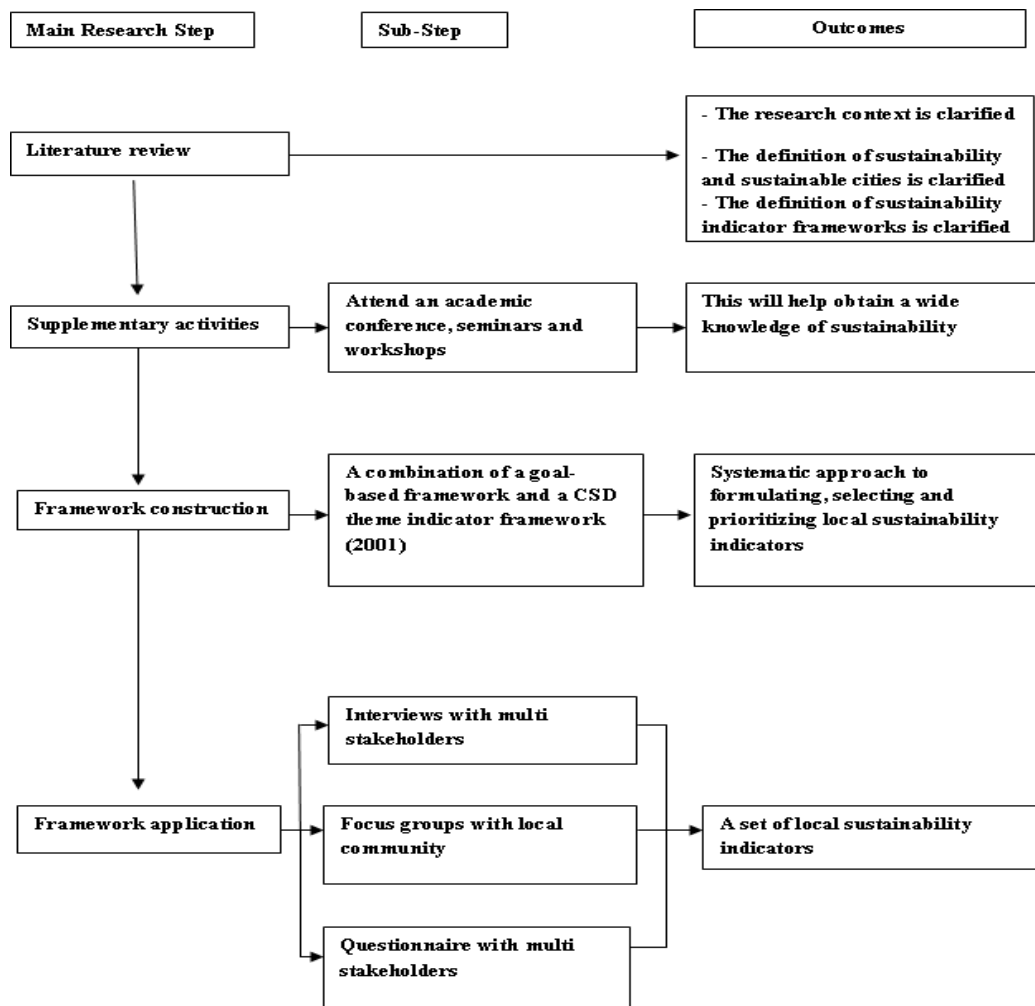 Main Research Step
Sub-Step
Outcomes
Literature review
- The research context is clarified
- The definition of sustainability
and sustainable cities is clarified
- The definition of sustainability
indicator frameworks is clarified
Supplementary activities
Attend an academic
conference, seminars and
workshops
This will help obtain a wide
knowledge of sustainability
Framework construction
A combination of a goal-
based framework and a CSD
theme indicator framework
(2001)
Systematic approach to
formulating, selecting and
prioritizing local sustainability
indicators
Framework application
Interviews with multi
stakeholders
Focus groups with local
community
Questionnaire with multi
stakeholders
A set of local sustainability
indicators